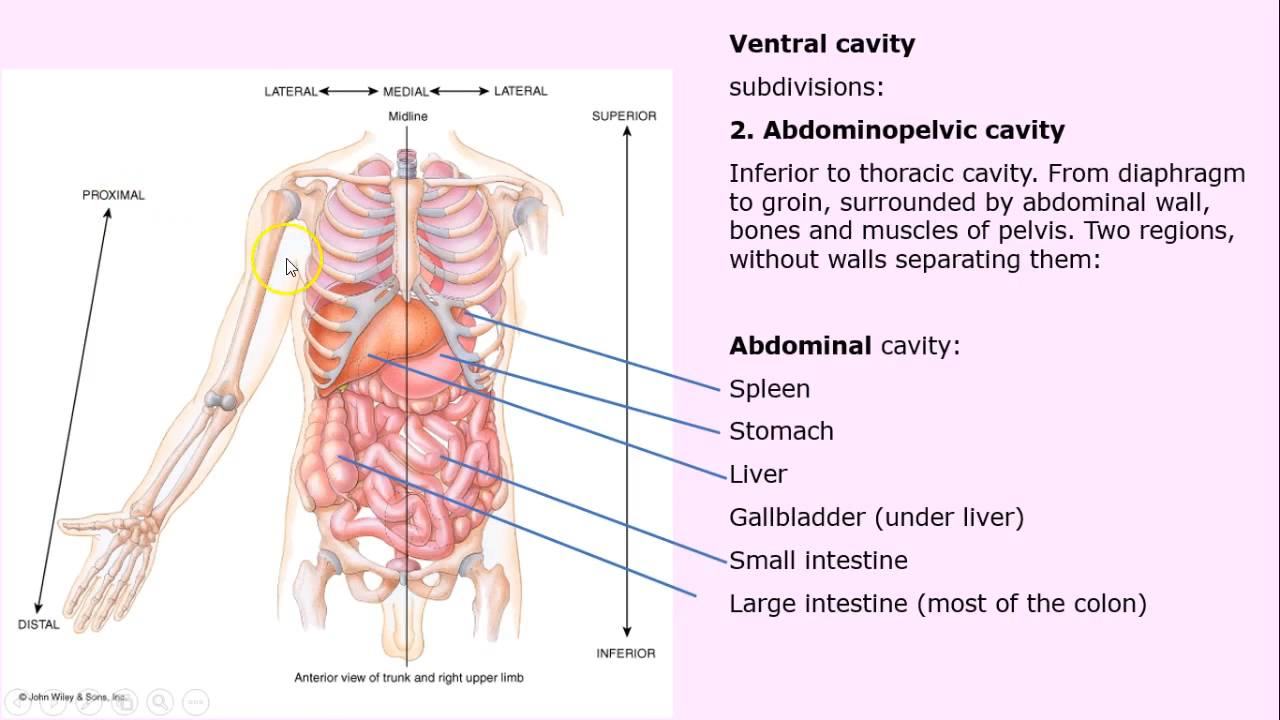 LATERAL MEDIAL LATERAL
Midline
SUPERIOR
PROXIMAL
DISTAL
INFERIOR
Anterior view of trunk and right upper limb
© John Wiley & Sons, Inc.
Ventral cavity
subdivisions:
2. Abdominopelvic cavity
Inferior to thoracic cavity. From diaphragm
to groin, surrounded by abdominal wall,
bones and muscles of pelvis. Two regions,
without walls separating them:
Abdominal cavity:
Spleen
Stomach
Liver
Gallbladder (under liver)
Small intestine
Large intestine (most of the colon)